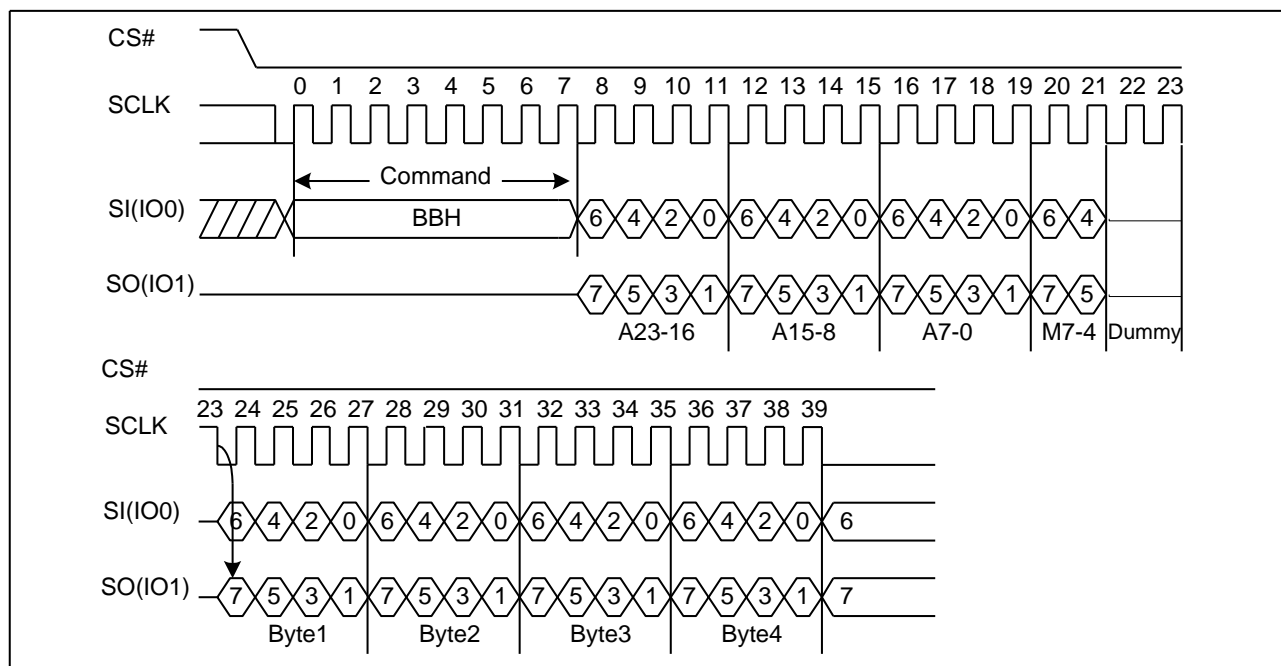 CS#
0 1 2 3 4 5 6 7 8 9 10 11 12 13 14 15 16 17 18 19 20 21 22 23
SCLK
Command
SI(IO0) BBH 6 4 2 0 6 4 2 0 6 4 2 0 6 4
SO(IO1) 7 5 3 1 7 5 3 1 7 5 3 1 7 5
A23-16 A15-8 A7-0 M7-4 Dummy
CS#
23 24 25 26 27 28 29 30 31 32 33 34 35 36 37 38 39
SCLK
SI(IO0) 6 4 2 0 6 4 2 0 6 4 2 0 6 4 2 0 6
SO(IO1) 7 5 3 1 7 5 3 1 7 5 3 1 7 5 3 1 7
Byte1 Byte2 Byte3 Byte4